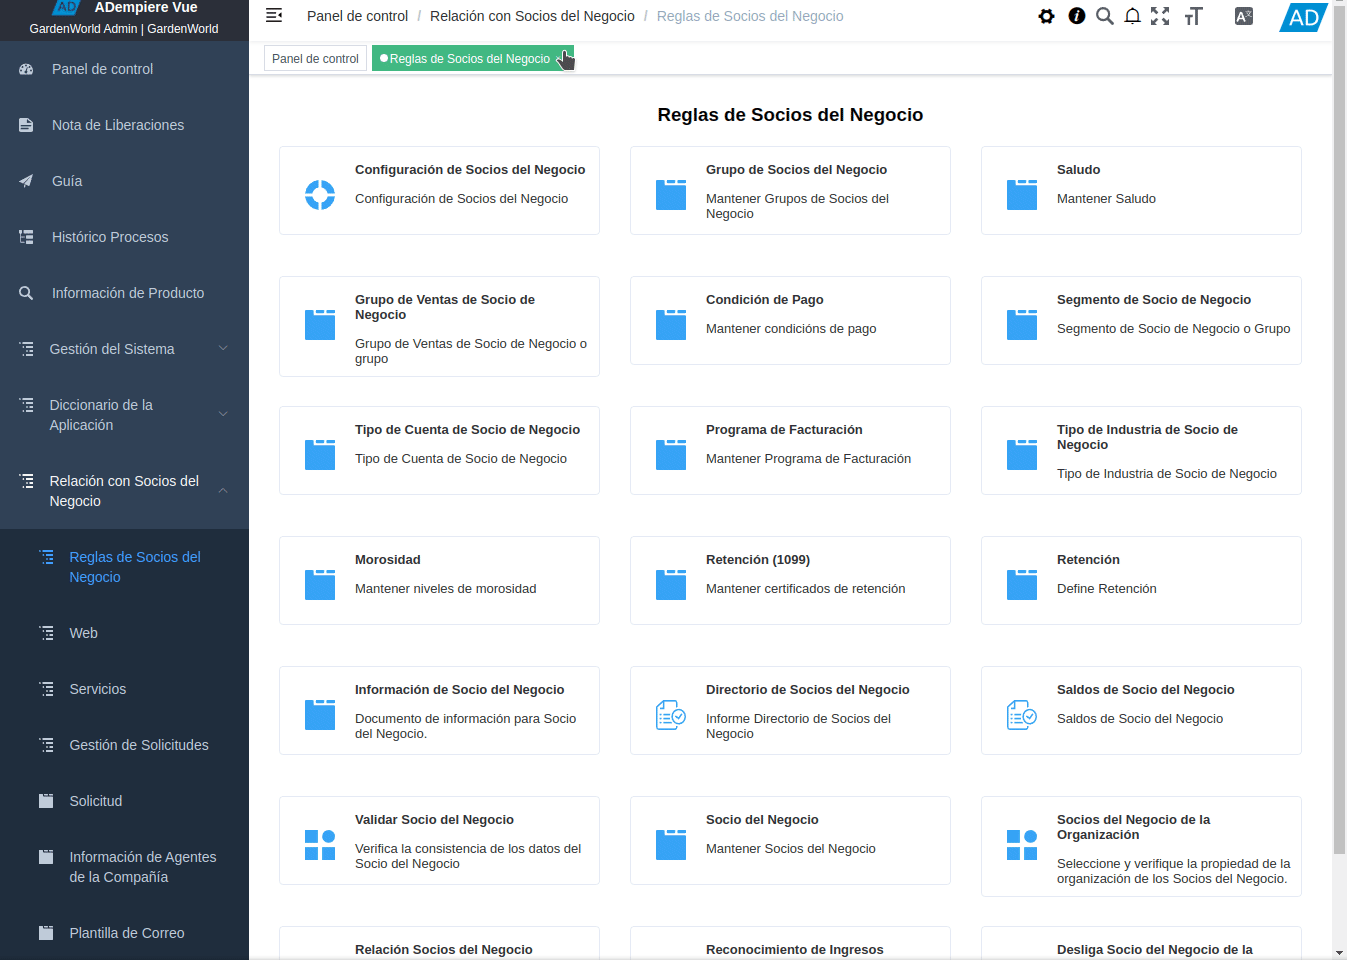 AD ADempiere Vue
GardenWorld Admin | GardenWorld
Panel de control
Nota de Liberaciones
Guía
Histórico Procesos
Información de Producto
Gestión del Sistema
Diccionario de la
Aplicación
Relación con Socios del
Negocio
Reglas de Socios del
Negocio
Web
Servicios
Gestión de Solicitudes
Solicitud
Información de Agentes
de la Compañía
Plantilla de Correo
Panel de control / Relación con Socios del Negocio / Reglas de Socios del Negocio
AD
Panel de control
Reglas de Socios del Negocio
Reglas de Socios del Negocio
Configuración de Socios del Negocio
Configuración de Socios del Negocio
Grupo de Socios del Negocio
Mantener Grupos de Socios del
Negocio
Saludo
Mantener Saludo
Grupo de Ventas de Socio de
Negocio
Grupo de Ventas de Socio de Negocio o
grupo
Condición de Pago
Mantener condicións de pago
Segmento de Socio de Negocio
Segmento de Socio de Negocio o Grupo
Tipo de Cuenta de Socio de Negocio
Tipo de Cuenta de Socio de Negocio
Programa de Facturación
Mantener Programa de Facturación
Tipo de Industria de Socio de
Negocio
Tipo de Industria de Socio de Negocio
Morosidad
Mantener niveles de morosidad
Retención (1099)
Mantener certificados de retención
Retención
Define Retención
Información de Socio del Negocio
Documento de información para Socio
del Negocio.
Directorio de Socios del Negocio
Informe Directorio de Socios del
Negocio
Saldos de Socio del Negocio
Saldos de Socio del Negocio
Validar Socio del Negocio
Verifica la consistencia de los datos del
Socio del Negocio
Socio del Negocio
Mantener Socios del Negocio
Socios del Negocio de la
Organización
Seleccione y verifique la propiedad de la
organización de los Socios del Negocio.
Relación Socios del Negocio
Reconocimiento de Ingresos
Desliga Socio del Negocio de la